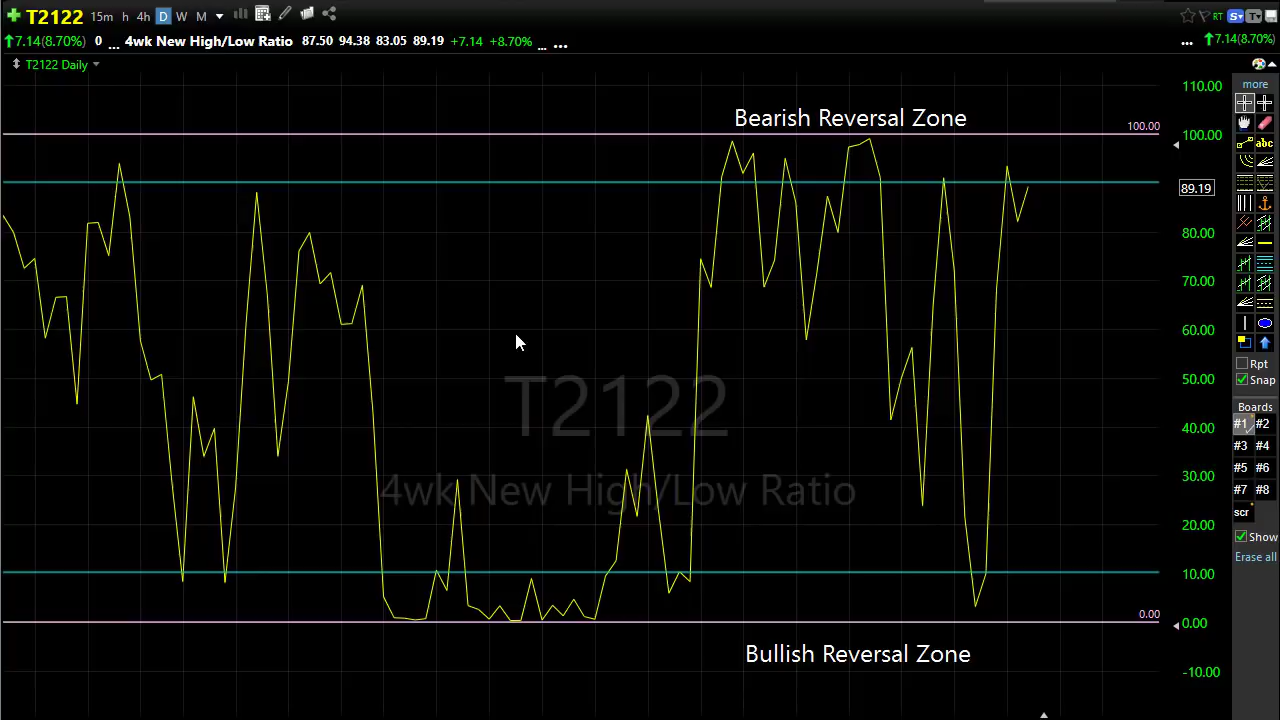 T2122 15m h 4h D W M RT S T
7.14(8.70%) 0 ... 4wk New High/Low Ratio 87.50 94.38 83.05 89.19 +7.14 +8.70% ... ... ... 7.14(8.70%)
T2122 Daily
more
110.00
Bearish Reversal Zone
100.00 100.00
abc
89.19
80.00
70.00
60.00
Rpt
50.00 Snap
T2122
Boards
#1 #2
40.00
#3 #4
30.00 #5 #6
4wk New High/Low Ratio
#7 #8
20.00 scr
Show
Erase all
10.00
0.00 0.00
Bullish Reversal Zone
-10.00